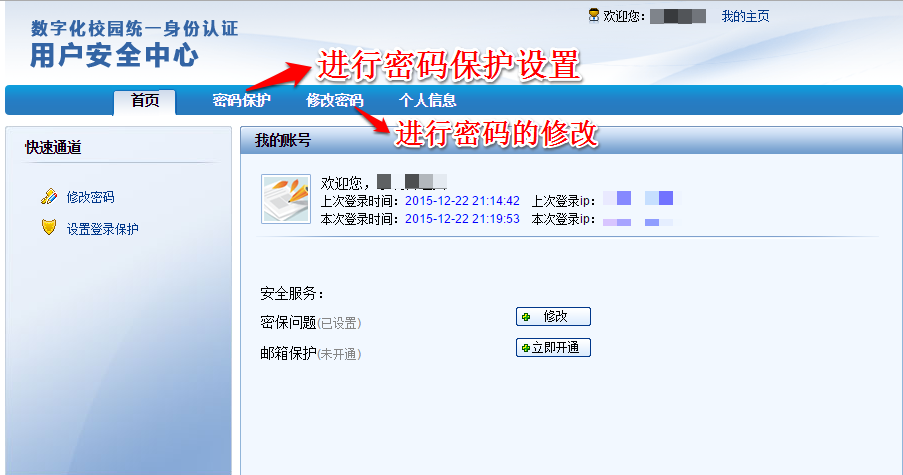 数字化校园统一身份认证
用户安全中心
欢迎您： 我的主页
进行密码保护设置
首页 密码保护 修改密码 个人信息
进行密码的修改
快速通道
修改密码
设置登录保护
我的账号
欢迎您，
上次登录时间：2015-12-22 21:14:42 上次登录ip：
本次登录时间：2015-12-22 21:19:53 本次登录ip：
安全服务：
密保问题(已设置) 修改
邮箱保护(未开通) 立即开通